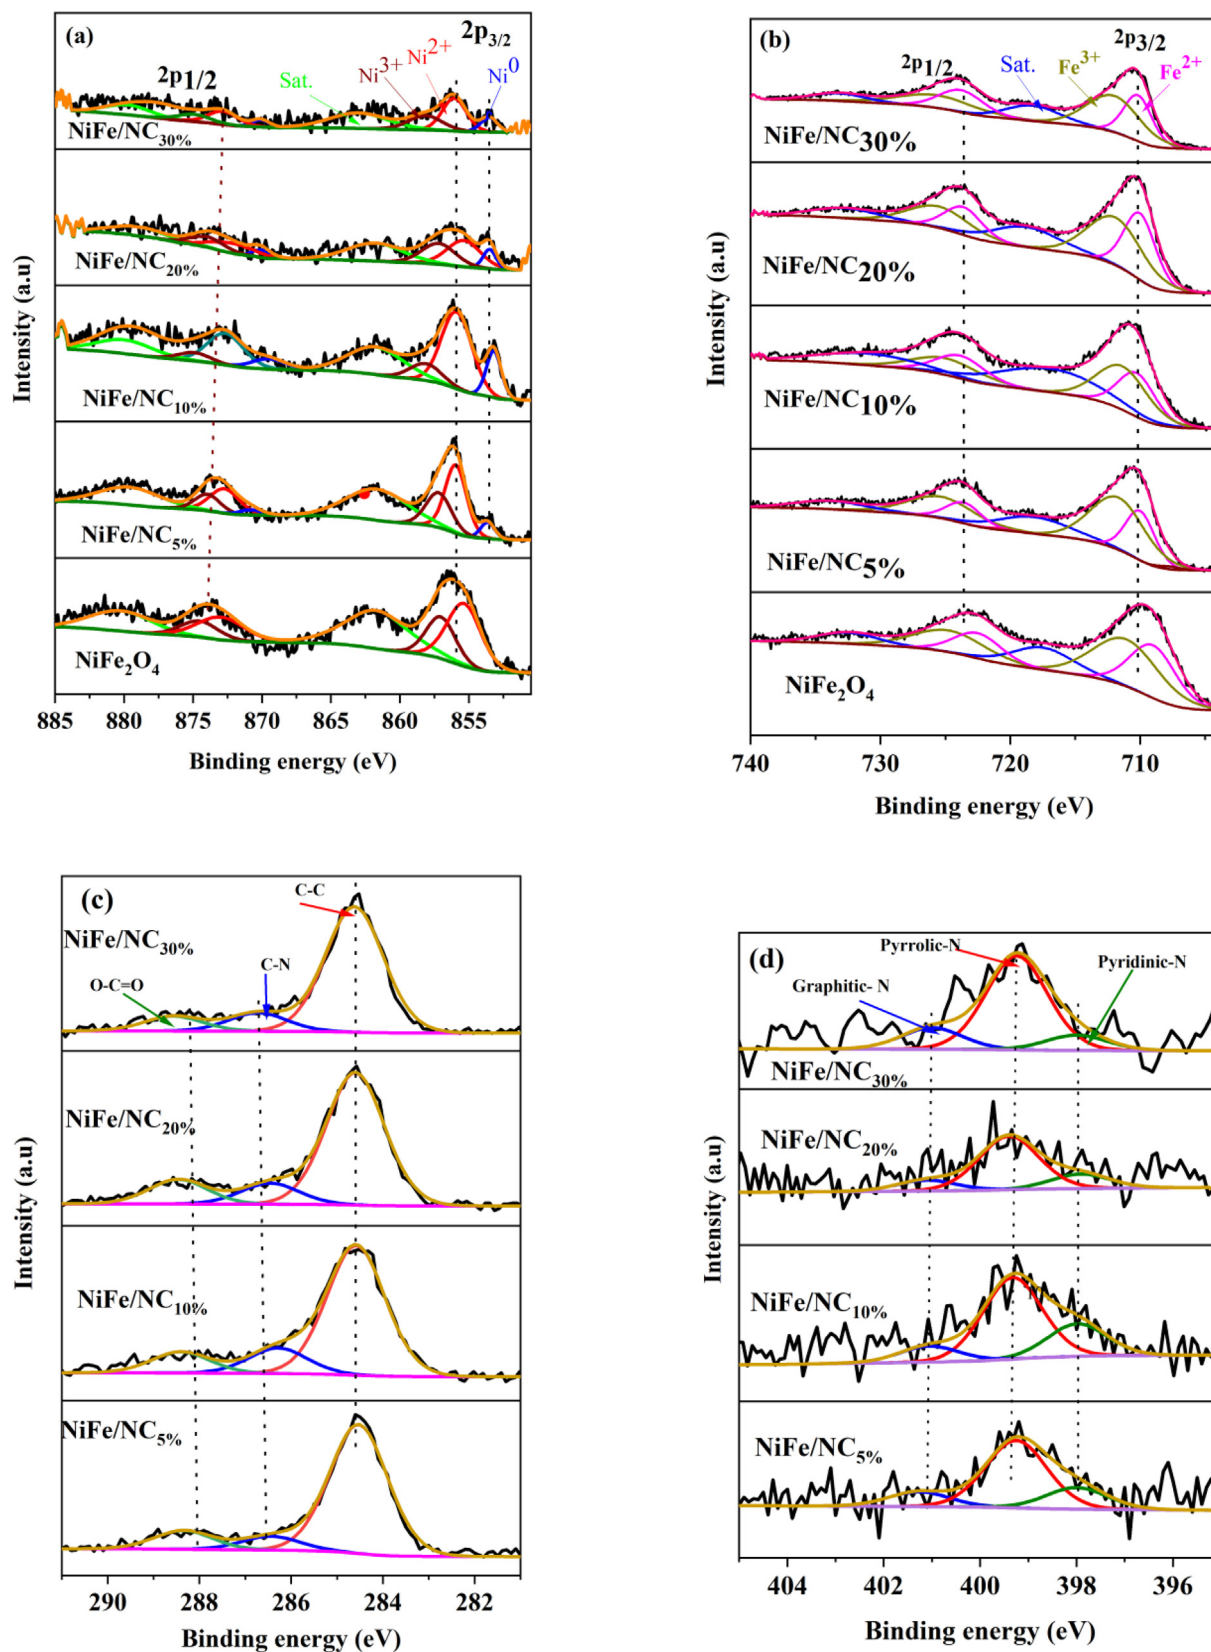 (a)
2p3/2
2p1/2
Sat.
Ni3+
Ni2+
Ni0
NiFe/NC30%
NiFe/NC20%
NiFe/NC10%
NiFe/NC5%
NiFe2O4
Intensity (a.u)
885 880 875 870 865 860 855
Binding energy (eV)
(b)
2p3/2
2p1/2
Sat.
Fe3+
Fe2+
NiFe/NC30%
NiFe/NC20%
NiFe/NC10%
NiFe/NC5%
NiFe2O4
Intensity (a.u)
740 730 720 710
Binding energy (eV)
(c)
C-C
NiFe/NC30%
C-N
O-C=O
NiFe/NC20%
NiFe/NC10%
NiFe/NC5%
Intensity (a.u)
290 288 286 284 282
Binding energy (eV)
(d)
Pyrrolic-N
Pyridinic-N
Graphitic- N
NiFe/NC30%
NiFe/NC20%
NiFe/NC10%
NiFe/NC5%
Intensity (a.u)
404 402 400 398 396
Binding energy (eV)